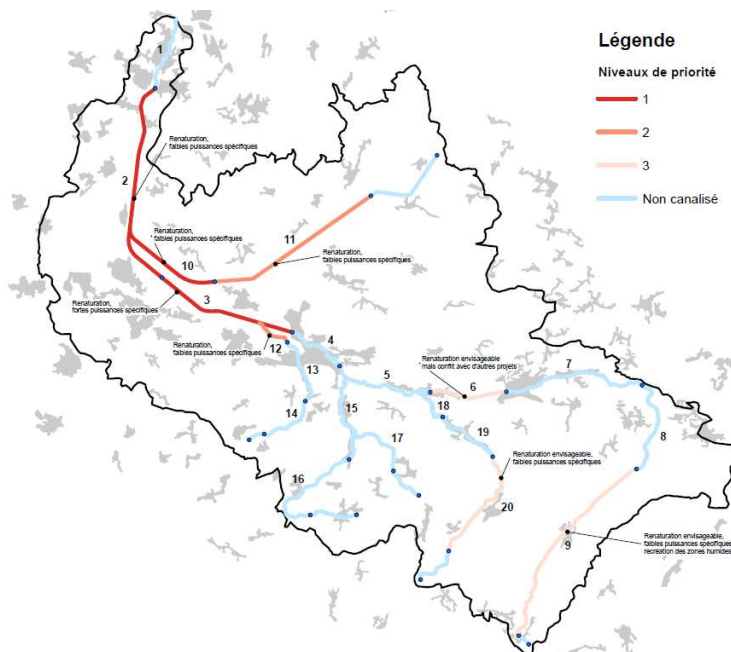 Légende
Niveaux de priorité
1
2
3
Non canalisé
1
Renaturation,
faibles puissances spécifiques
2
Renaturation,
faibles puissances spécifiques
11
10
Renaturation,
faibles puissances spécifiques
3
Renaturation,
fortes puissances spécifiques
Renaturation,
faibles puissances spécifiques
12
4
13
Renaturation envisageable
mais conflit avec d'autres projets
5
6
7
14
15
18
17
19
8
Renaturation envisageable,
faibles puissances spécifiques
16
20
9
Renaturation envisageable,
faibles puissances spécifiques
recréation des zones humides